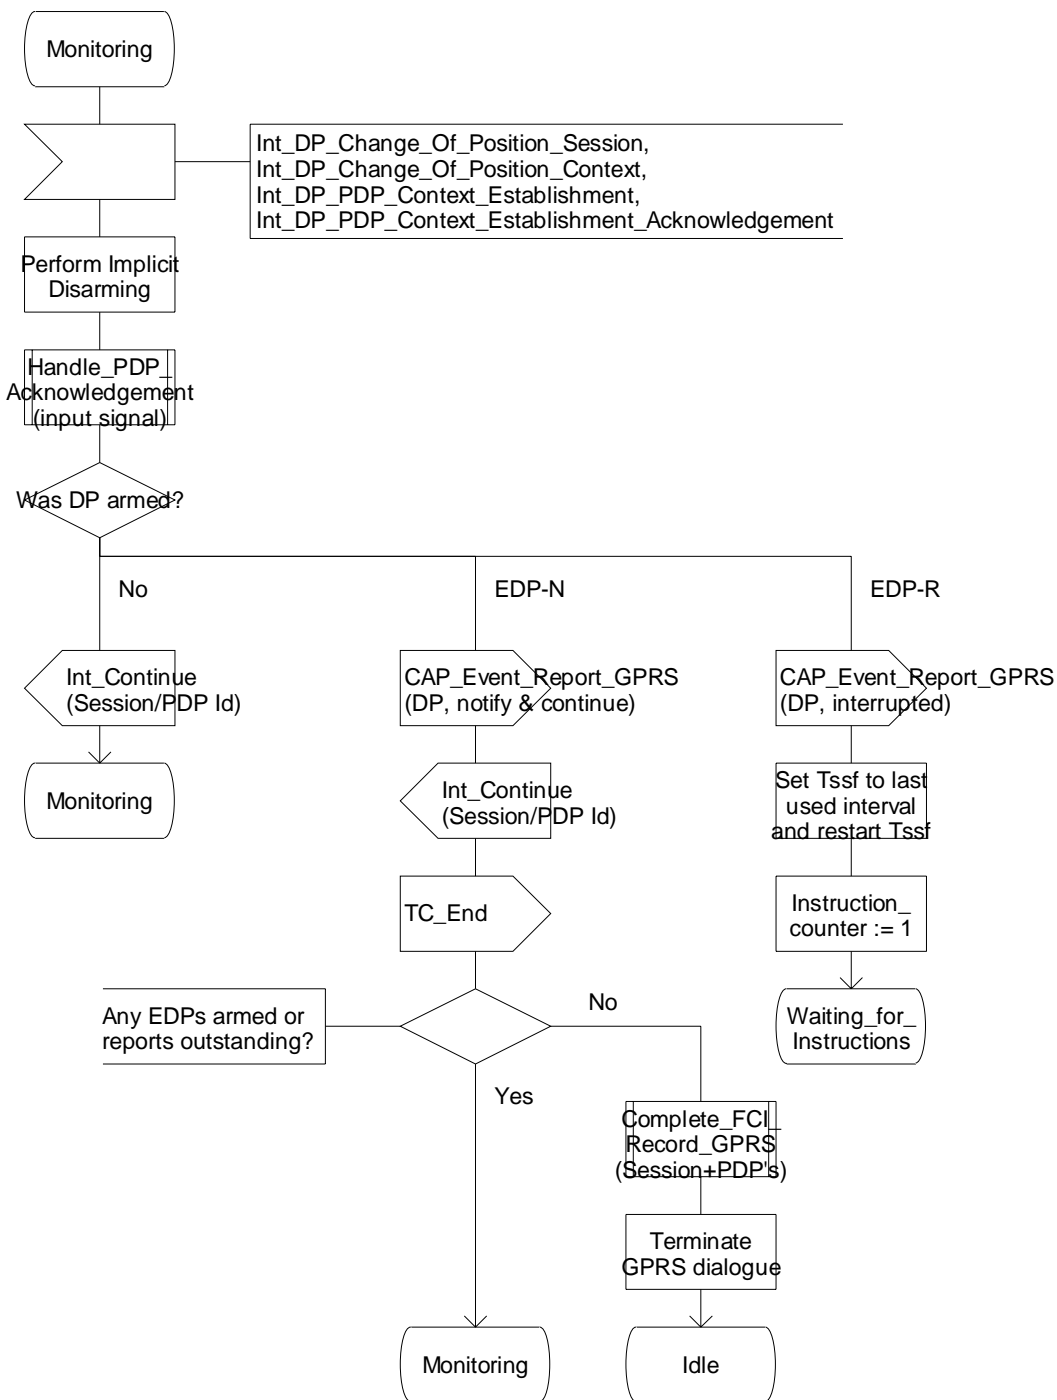 Monitoring
Int_DP_Change_Of_Position_Session,
Int_DP_Change_Of_Position_Context,
Int_DP_PDP_Context_Establishment,
Int_DP_PDP_Context_Establishment_Acknowledgement
Perform Implicit
Disarming
Handle_PDP_
Acknowledgement
(input signal)
Was DP armed?
No
EDP-N
EDP-R
Int_Continue
(Session/PDP Id)
CAP_Event_Report_GPRS
(DP, notify & continue)
CAP_Event_Report_GPRS
(DP, interrupted)
Monitoring
Int_Continue
(Session/PDP Id)
Set Tssf to last
used interval
and restart Tssf
TC_End
Instruction_
counter := 1
Any EDPs armed or
reports outstanding?
No
Waiting_for_
Instructions
Yes
Complete_FCI_
Record_GPRS
(Session+PDP's)
Terminate
GPRS dialogue
Monitoring
Idle